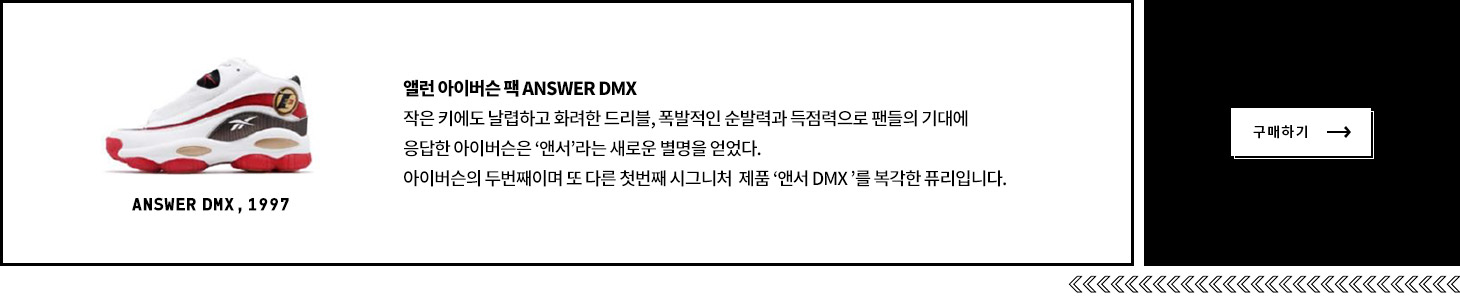 앨런 아이버슨 팩 ANSWER DMX
작은 키에도 날렵하고 화려한 드리블, 폭발적인 순발력과 득점력으로 팬들의 기대에
응답한 아이버슨은 ‘앤서’라는 새로운 별명을 얻었다.
아이버슨의 두번째이며 또 다른 첫번째 시그니처 제품 ‘앤서 DMX ’를 복각한 퓨리입니다.
ANSWER DMX, 1997
구매하기